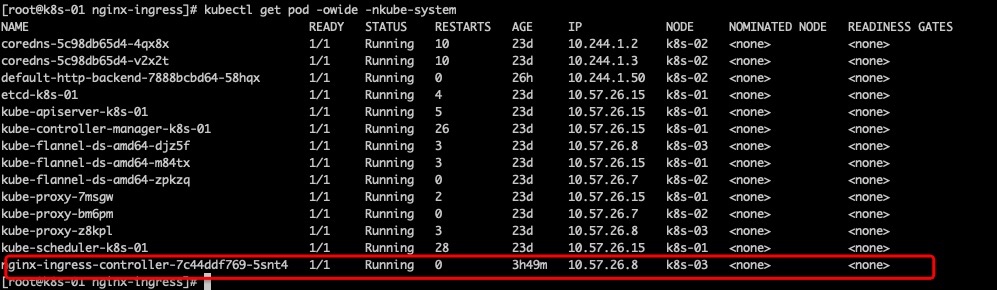 [root@k8s-01 nginx-ingress]# kubectl get pod -owide -nkube-system
NAME READY STATUS RESTARTS AGE IP NODE NOMINATED NODE READINESS GATES
coredns-5c98db65d4-4qx8x 1/1 Running 10 23d 10.244.1.2 k8s-02 <none> <none>
coredns-5c98db65d4-v2x2t 1/1 Running 10 23d 10.244.1.3 k8s-02 <none> <none>
default-http-backend-7888bcbd64-58hqx 1/1 Running 0 26h 10.244.1.50 k8s-02 <none> <none>
etcd-k8s-01 1/1 Running 4 23d 10.57.26.15 k8s-01 <none> <none>
kube-apiserver-k8s-01 1/1 Running 5 23d 10.57.26.15 k8s-01 <none> <none>
kube-controller-manager-k8s-01 1/1 Running 26 23d 10.57.26.15 k8s-01 <none> <none>
kube-flannel-ds-amd64-djz5f 1/1 Running 3 23d 10.57.26.8 k8s-03 <none> <none>
kube-flannel-ds-amd64-m84tx 1/1 Running 3 23d 10.57.26.15 k8s-01 <none> <none>
kube-flannel-ds-amd64-zpkzq 1/1 Running 0 23d 10.57.26.7 k8s-02 <none> <none>
kube-proxy-7msgw 1/1 Running 2 23d 10.57.26.15 k8s-01 <none> <none>
kube-proxy-bm6pm 1/1 Running 0 23d 10.57.26.7 k8s-02 <none> <none>
kube-proxy-z8kpl 1/1 Running 3 23d 10.57.26.8 k8s-03 <none> <none>
kube-scheduler-k8s-01 1/1 Running 28 23d 10.57.26.15 k8s-01 <none> <none>
nginx-ingress-controller-7c44ddf769-5snt4 1/1 Running 0 3h49m 10.57.26.8 k8s-03 <none> <none>
[root@k8s-01 nginx-ingress]#